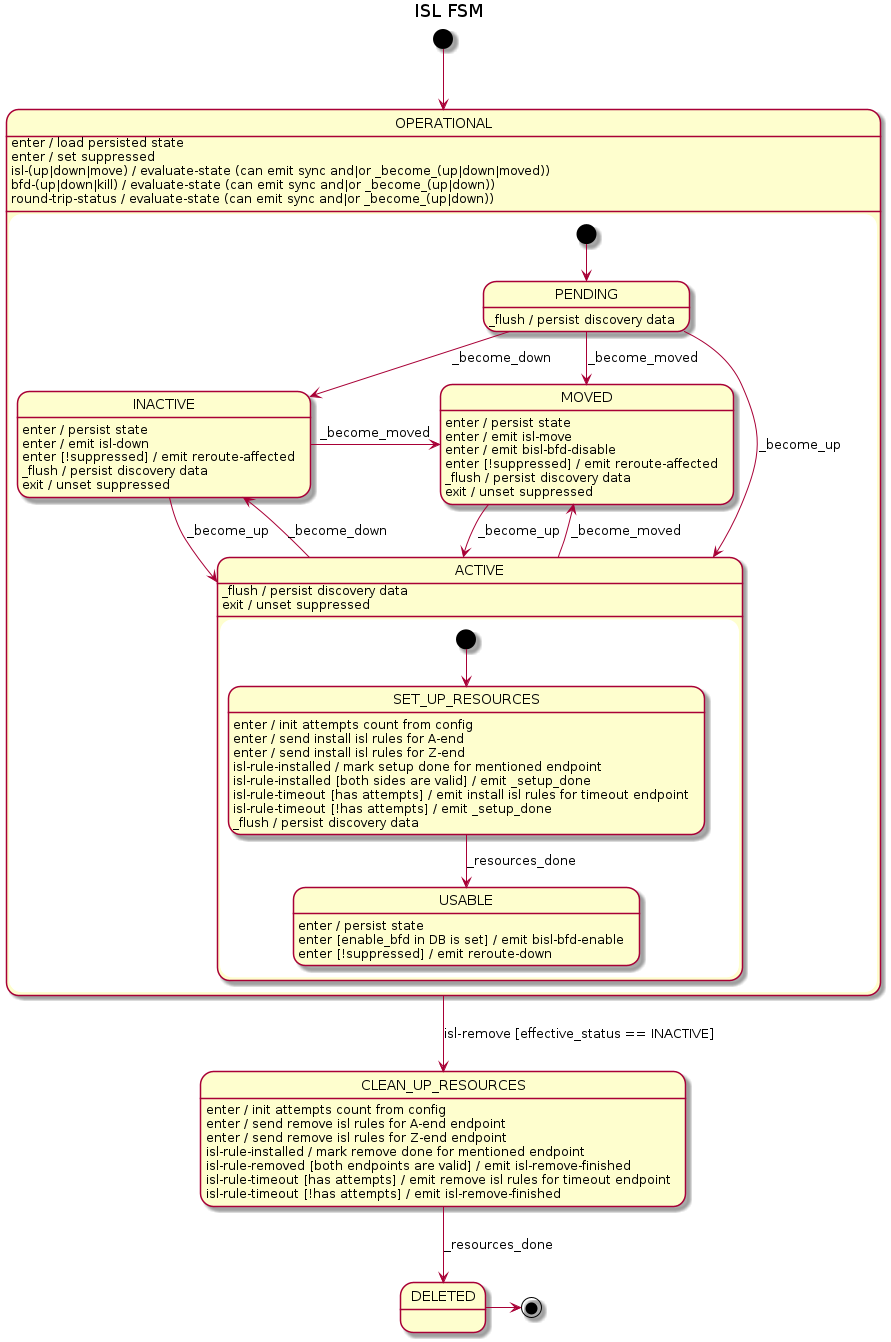 ISL FSM
OPERATIONAL
enter / load persisted state
enter / set suppressed
isl-(up|down|move) / evaluate-state (can emit sync and|or _become_(up|down|moved))
bfd-(up|down|kill) / evaluate-state (can emit sync and|or _become_(up|down))
round-trip-status / evaluate-state (can emit sync and|or _become_(up|down))
PENDING
_flush / persist discovery data
_become_down
_become_moved
_become_up
INACTIVE
enter / persist state
enter / emit isl-down
enter [!suppressed] / emit reroute-affected
_flush / persist discovery data
exit / unset suppressed
_become_moved
MOVED
enter / persist state
enter / emit isl-move
enter / emit bisl-bfd-disable
enter [!suppressed] / emit reroute-affected
_flush / persist discovery data
exit / unset suppressed
_become_up
_become_down
_become_up
_become_moved
ACTIVE
_flush / persist discovery data
exit / unset suppressed
SET_UP_RESOURCES
enter / init attempts count from config
enter / send install isl rules for A-end
enter / send install isl rules for Z-end
isl-rule-installed / mark setup done for mentioned endpoint
isl-rule-installed [both sides are valid] / emit _setup_done
isl-rule-timeout [has attempts] / emit install isl rules for timeout endpoint
isl-rule-timeout [!has attempts] / emit _setup_done
_flush / persist discovery data
_resources_done
USABLE
enter / persist state
enter [enable_bfd in DB is set] / emit bisl-bfd-enable
enter [!suppressed] / emit reroute-down
isl-remove [effective_status == INACTIVE]
CLEAN_UP_RESOURCES
enter / init attempts count from config
enter / send remove isl rules for A-end endpoint
enter / send remove isl rules for Z-end endpoint
isl-rule-installed / mark remove done for mentioned endpoint
isl-rule-removed [both endpoints are valid] / emit isl-remove-finished
isl-rule-timeout [has attempts] / emit remove isl rules for timeout endpoint
isl-rule-timeout [!has attempts] / emit isl-remove-finished
_resources_done
DELETED